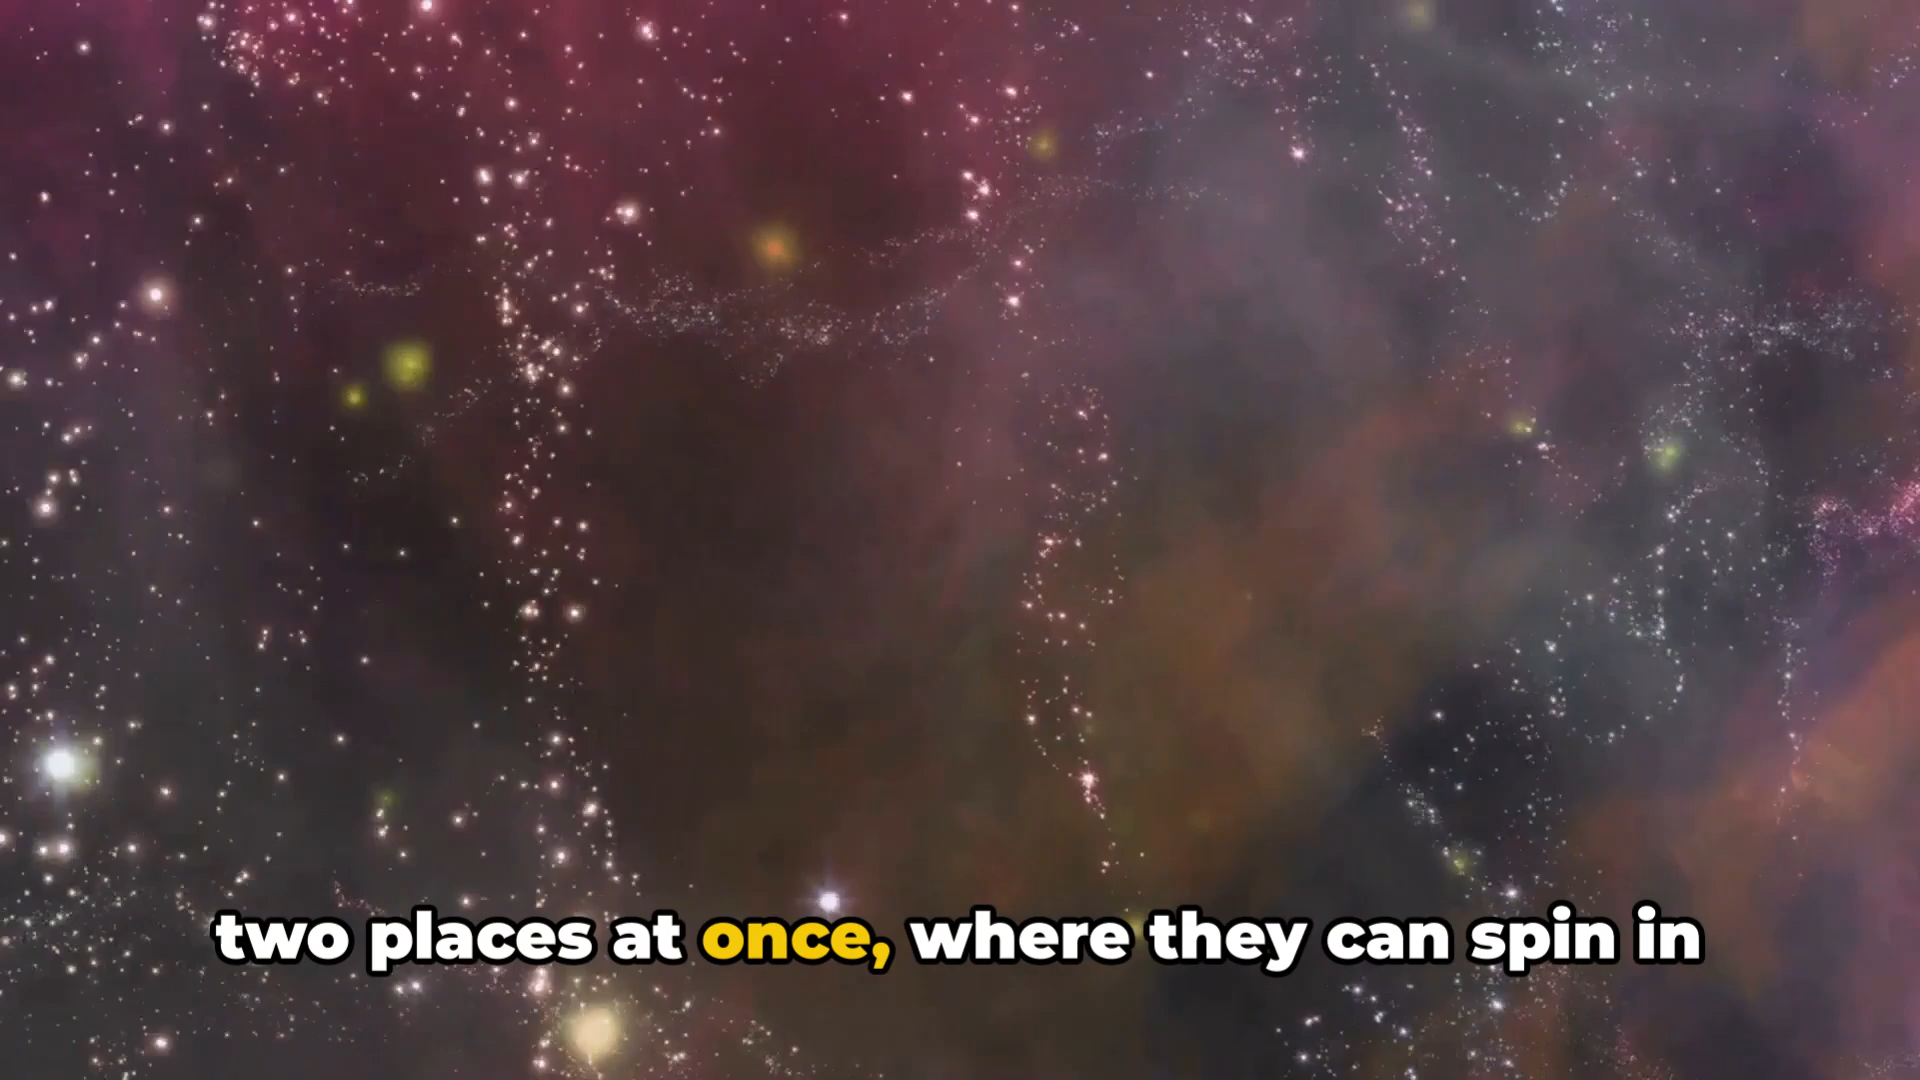 two places at once, where they can spin in